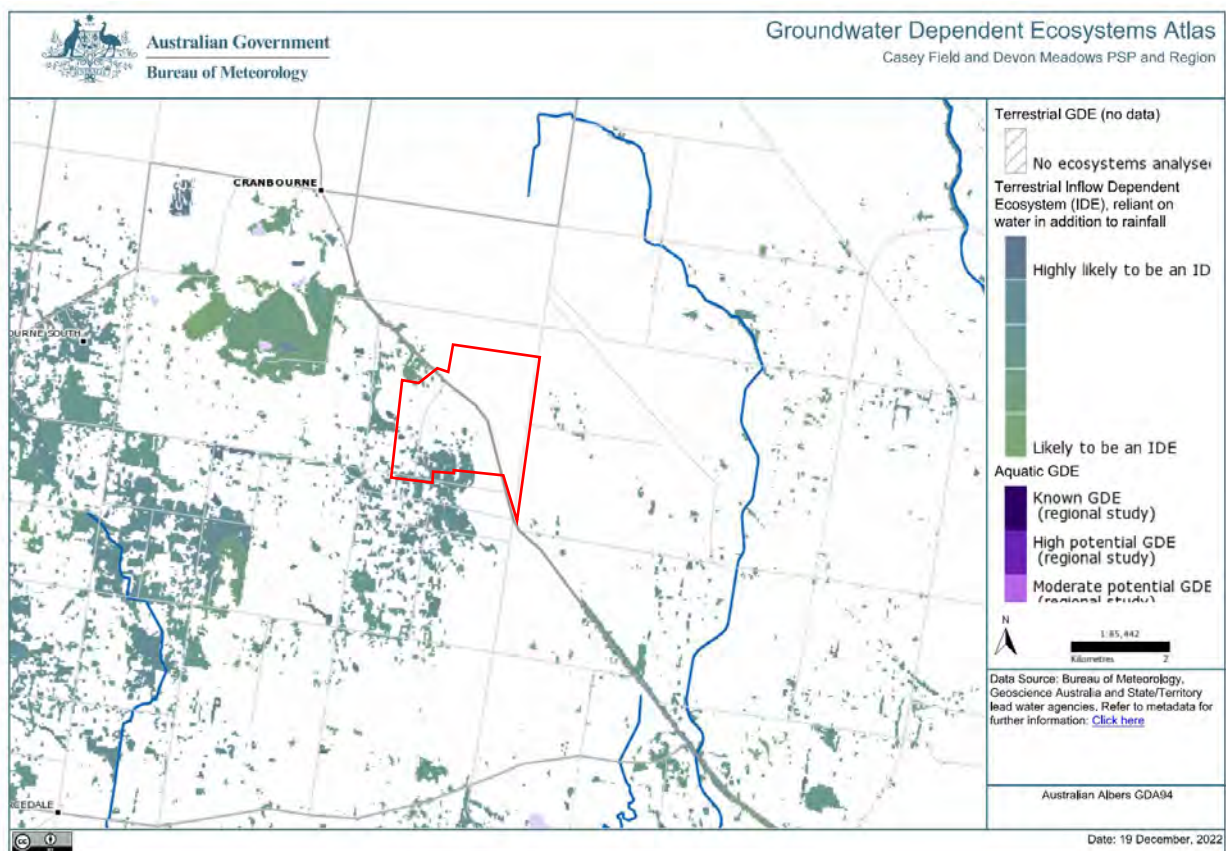 Australian Government
Bureau of Meteorology
Groundwater Dependent Ecosystems Atlas
Casey Field and Devon Meadows PSP and Region
CRANBOURNE
OURNE SOUTH
CEDALE
Terrestrial GDE (no data)
No ecosystems analyse
Terrestrial Inflow Dependent
Ecosystem (IDE), reliant on
water in addition to rainfall
Highly likely to be an ID
Likely to be an IDE
Aquatic GDE
Known GDE
(regional study)
High potential GDE
(regional study)
Moderate potential GDE
(regional study)
N
1:85,442
Kilometres 2
Data Source: Bureau of Meteorology,
Geoscience Australia and State/Territory
lead water agencies. Refer to metadata for
further information: Click here
Australian Albers GDA94
cc
Date: 19 December, 2022